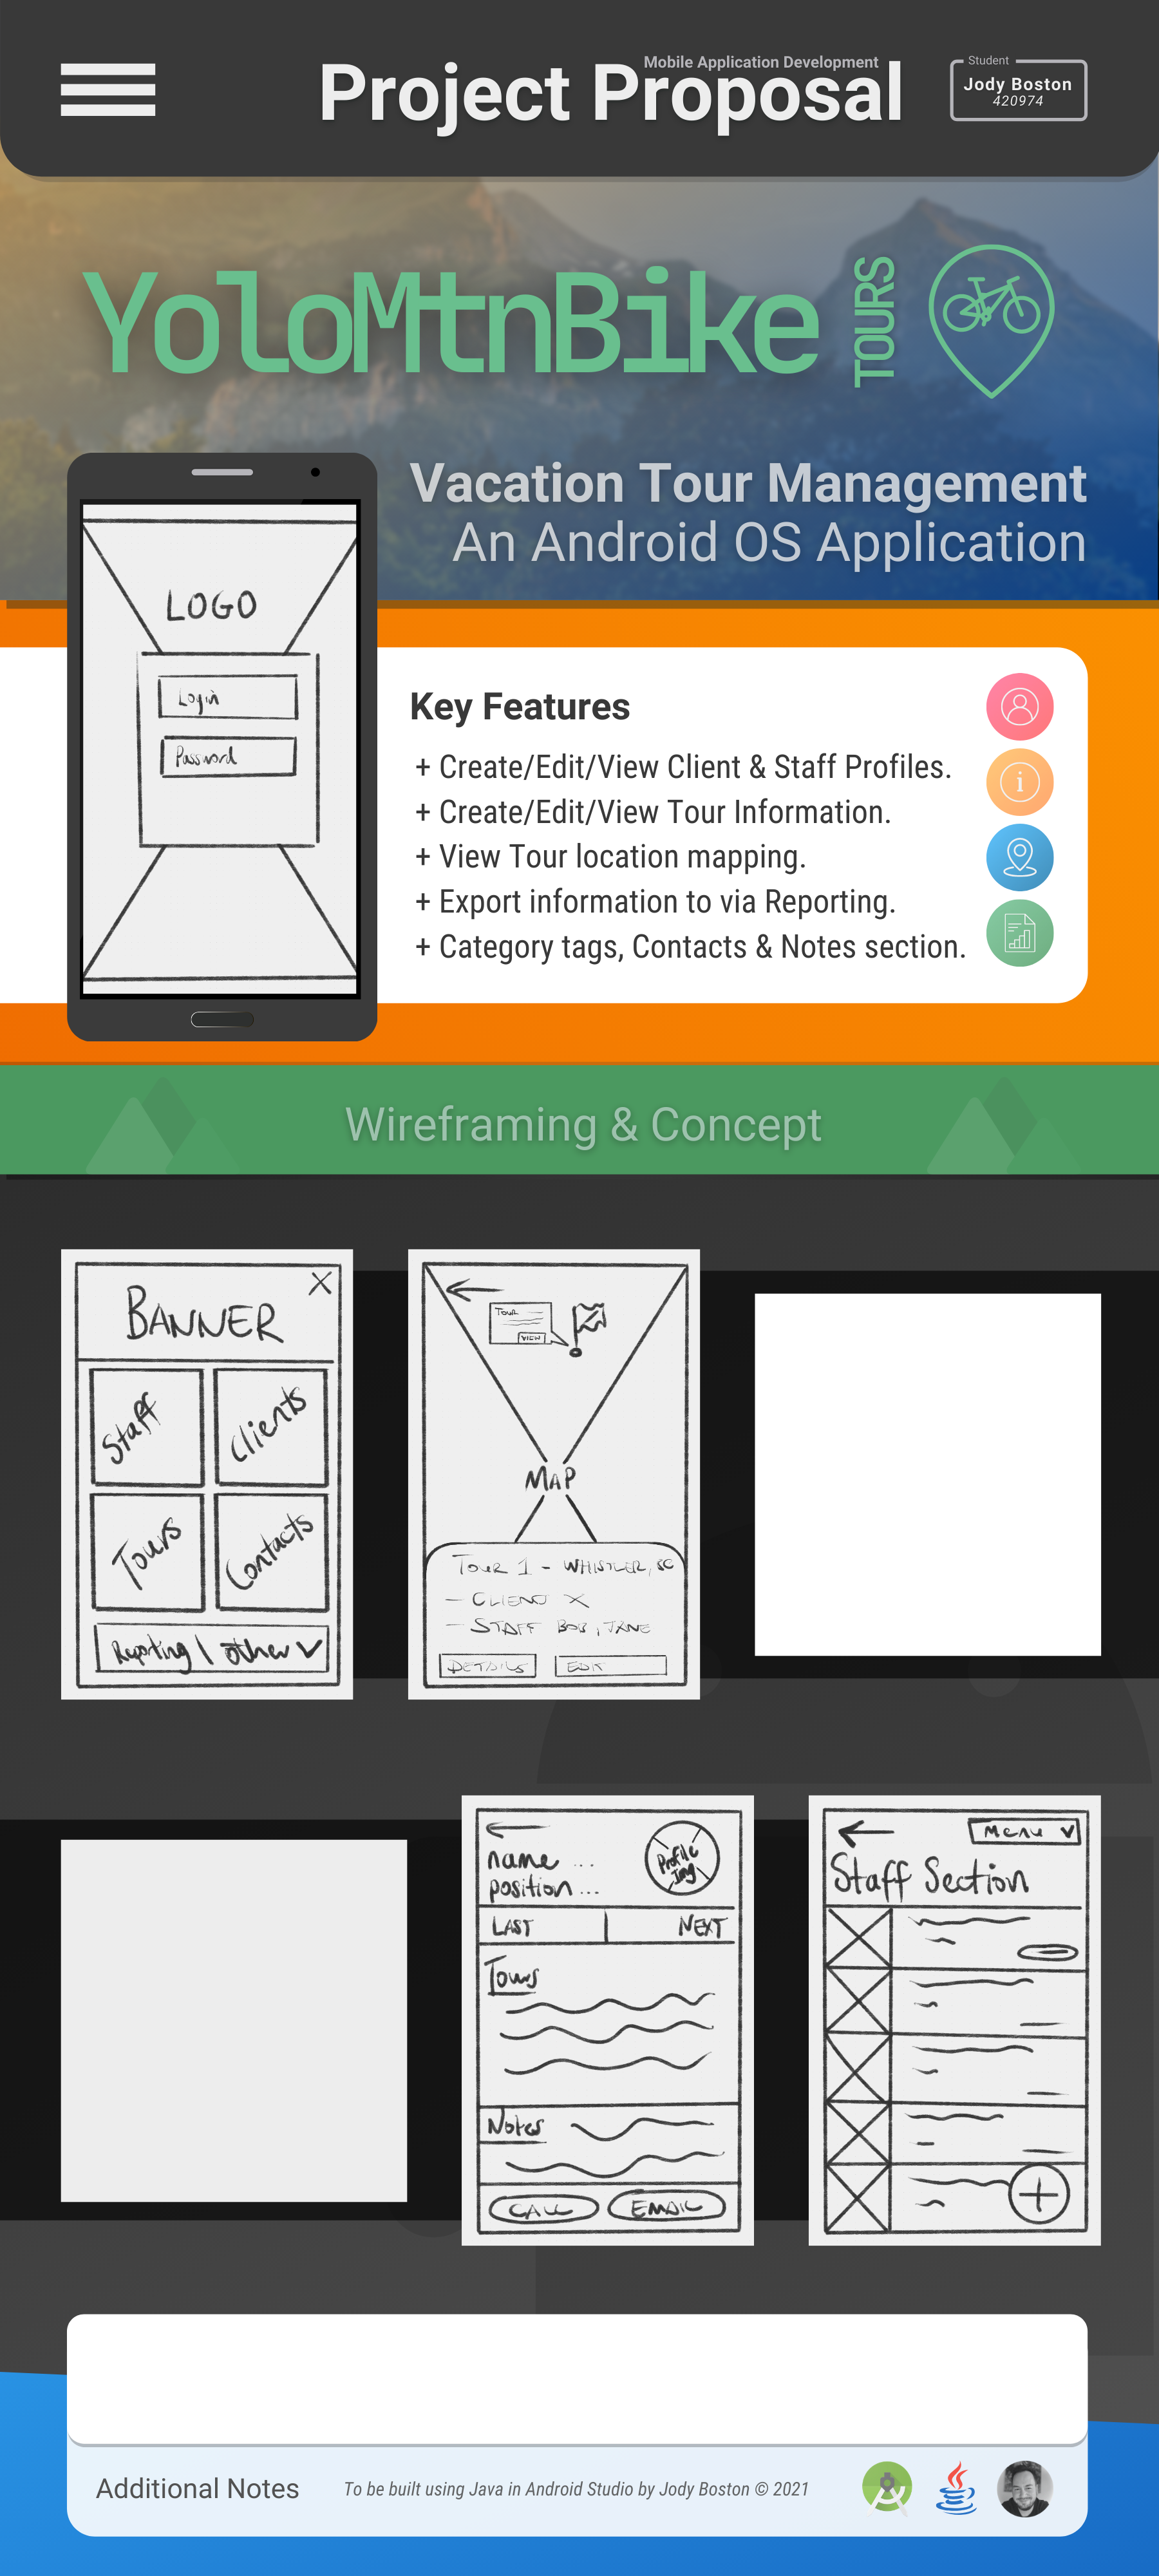 Mobile Application Development
Project Proposal
Student
Jody Boston
420974
YoloMtnBike
TOURS
Vacation Tour Management
An Android OS Application
LOGO
Login
Password
Key Features
+ Create/Edit/View Client & Staff Profiles.
+ Create/Edit/View Tour Information.
+ View Tour location mapping.
+ Export information to via Reporting.
+ Category tags, Contacts & Notes section.
i
Wireframing & Concept
BANNER X
Staff
Clients
Tours
Contacts
Reporting | other
Tour
VIEW
MAP
TOUR 1 - WHISTLER, BC
- CLIENT X
- STAFF BOB, JANE
DETAILS
EDIT
name ...
position ...
Profile
Img
LAST
NEXT
Tours
Notes
CALL
EMAIL
Menu
Staff Section
+
Additional Notes
To be built using Java in Android Studio by Jody Boston © 2021